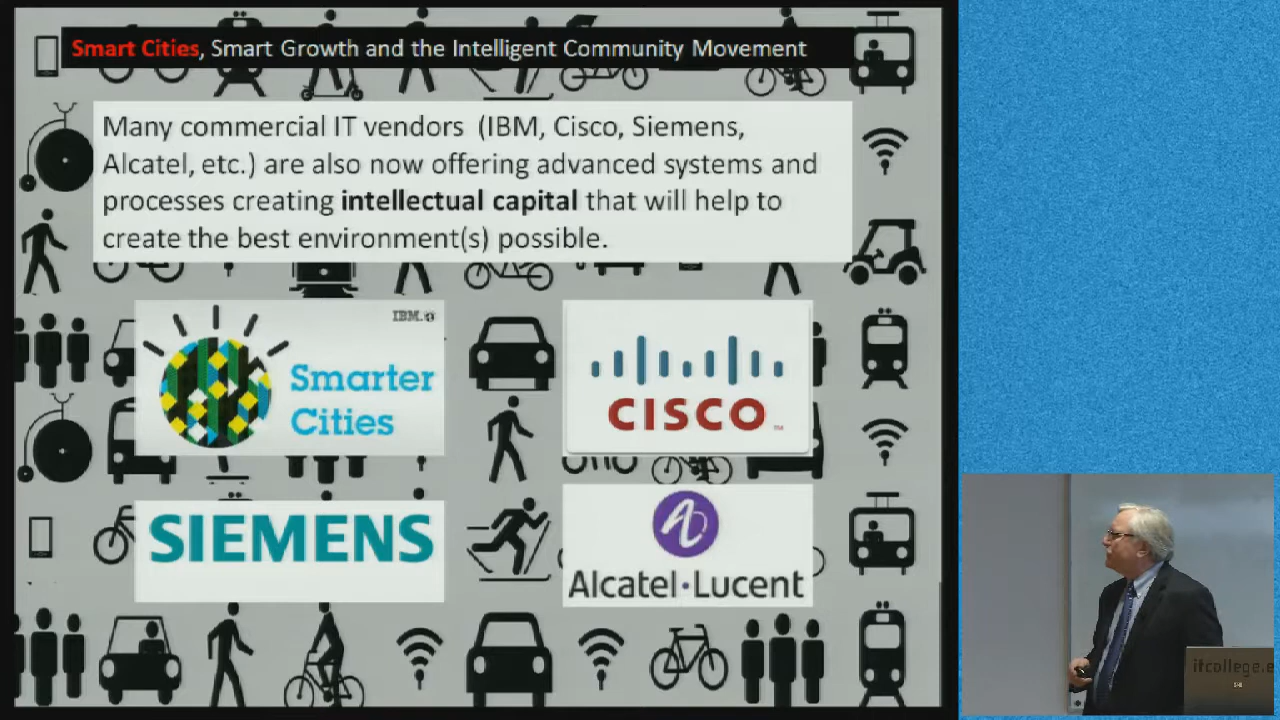 Smart Cities, Smart Growth and the Intelligent Community Movement
Many commercial IT vendors (IBM, Cisco, Siemens,
Alcatel, etc.) are also now offering advanced systems and
processes creating intellectual capital that will help to
create the best environment(s) possible.
IBM
Smarter
Cities
CISCO
TM
SIEMENS
Alcatel·Lucent
itcollege.e